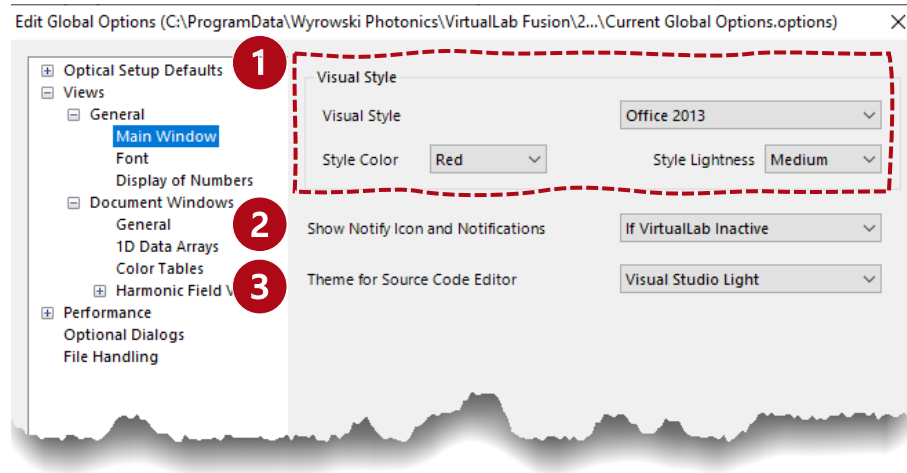 Edit Global Options (C:\ProgramData\Wyrowski Photonics\VirtualLab Fusion\2...\Current Global Options.options)
1
Optical Setup Defaults
Views
General
Main Window
Font
Display of Numbers
Document Windows
General
1D Data Arrays
Color Tables
Harmonic Field V
Performance
Optional Dialogs
File Handling
Visual Style
Visual Style Office 2013
Style Color Red Style Lightness Medium
2 Show Notify Icon and Notifications If VirtualLab Inactive
3 Theme for Source Code Editor Visual Studio Light